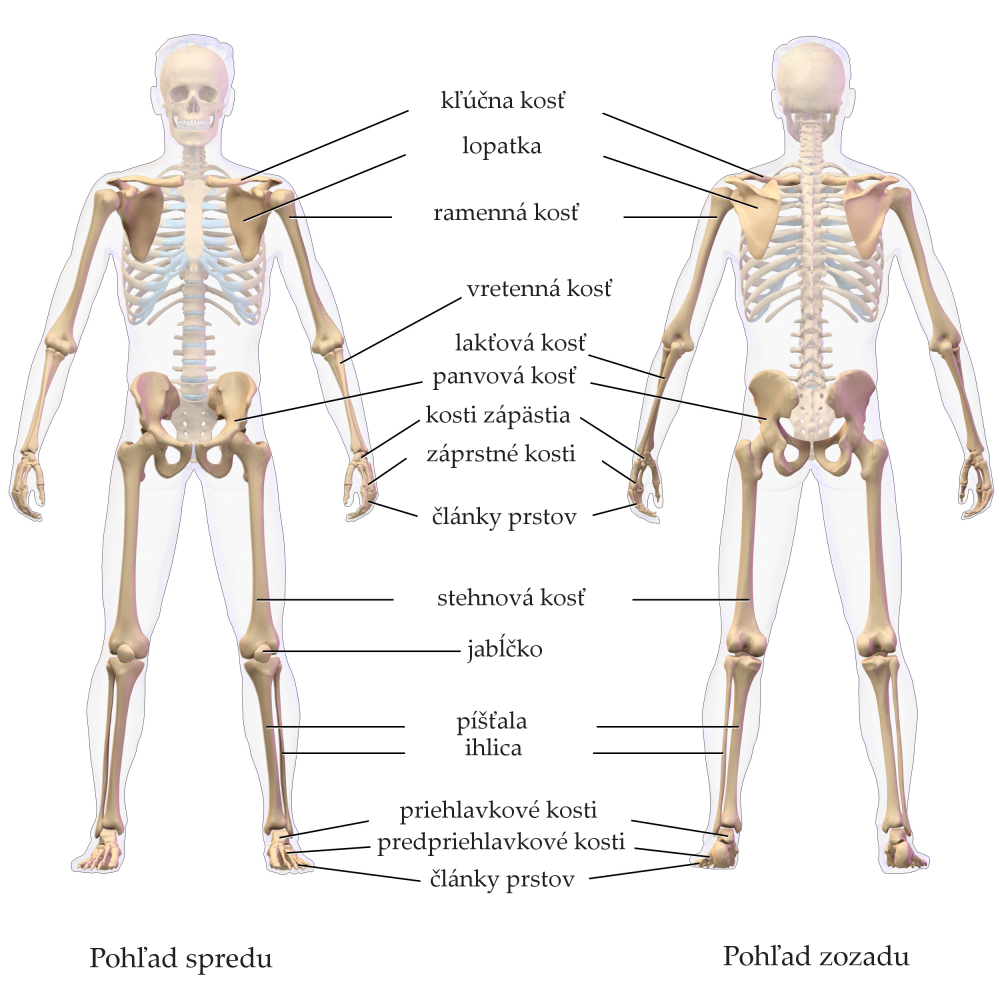 kľúčna kosť
lopatka
ramenná kosť
vretenná kosť
lakťová kosť
panvová kosť
kosti zápästia
záprstné kosti
články prstov
stehnová kosť
jabĺčko
píšťala
ihlica
priehlavkové kosti
predpriehlavkové kosti
články prstov
Pohľad spredu
Pohľad zozadu